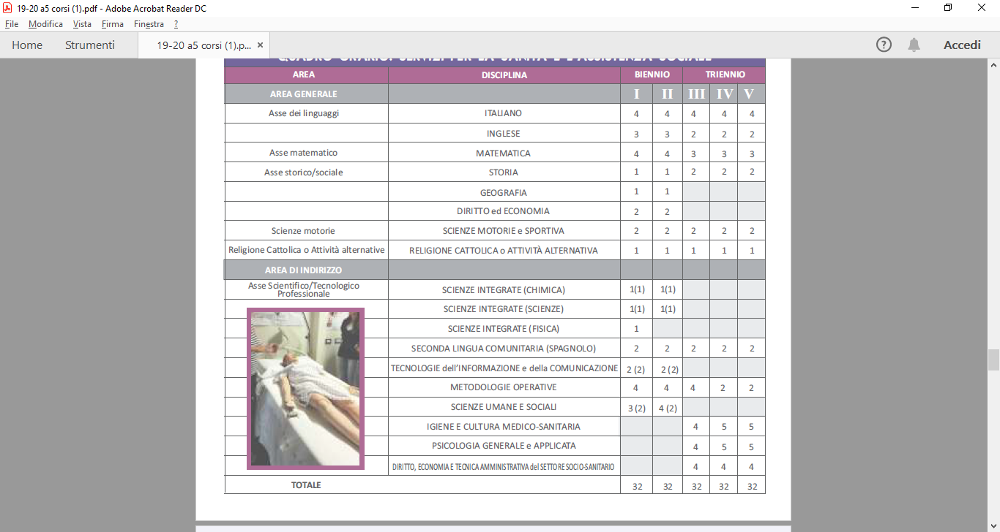 19-20 a5 corsi (1).pdf - Adobe Acrobat Reader DC
File Modifica Vista Firma Finestra ?
Home Strumenti 19-20 a5 corsi (1).p... × ? Accedi
QUADRO ORARIO: SERVIZI PER LA SANITÀ E L'ASSISTENZA SOCIALE
AREA DISCIPLINA BIENNIO TRIENNIO
AREA GENERALE I II III IV V
Asse dei linguaggi ITALIANO 4 4 4 4 4
INGLESE 3 3 2 2 2
Asse matematico MATEMATICA 4 4 3 3 3
Asse storico/sociale STORIA 1 1 2 2 2
GEOGRAFIA 1 1
DIRITTO ed ECONOMIA 2 2
Scienze motorie SCIENZE MOTORIE e SPORTIVA 2 2 2 2 2
Religione Cattolica o Attività alternative RELIGIONE CATTOLICA o ATTIVITÀ ALTERNATIVA 1 1 1 1 1
AREA DI INDIRIZZO
Asse Scientifico/Tecnologico
Professionale
SCIENZE INTEGRATE (CHIMICA) 1(1) 1(1)
SCIENZE INTEGRATE (SCIENZE) 1(1) 1(1)
SCIENZE INTEGRATE (FISICA) 1
SECONDA LINGUA COMUNITARIA (SPAGNOLO) 2 2 2 2 2
TECNOLOGIE dell'INFORMAZIONE e della COMUNICAZIONE 2 (2) 2 (2)
METODOLOGIE OPERATIVE 4 4 4 2 2
SCIENZE UMANE E SOCIALI 3 (2) 4 (2)
IGIENE E CULTURA MEDICO-SANITARIA 4 5 5
PSICOLOGIA GENERALE e APPLICATA 4 5 5
DIRITTO, ECONOMIA E TECNICA AMMINISTRATIVA del SETTORE SOCIO-SANITARIO 4 4 4
TOTALE 32 32 32 32 32